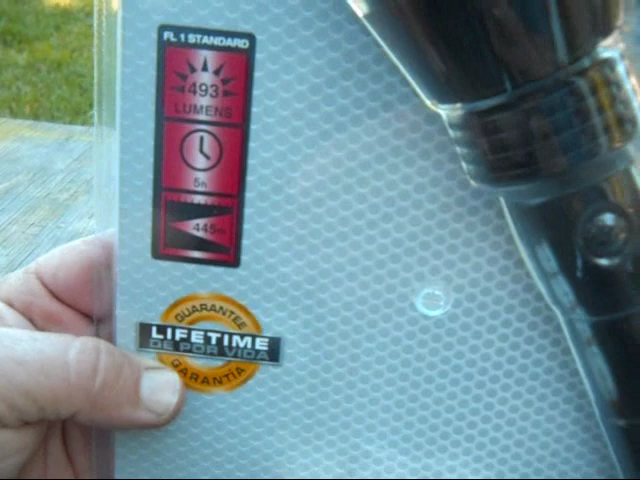 FL 1 STANDARD
493
LUMENS
5h
445m
GUARANTEE
LIFETIME
DE POR VIDA
GARANTÍA